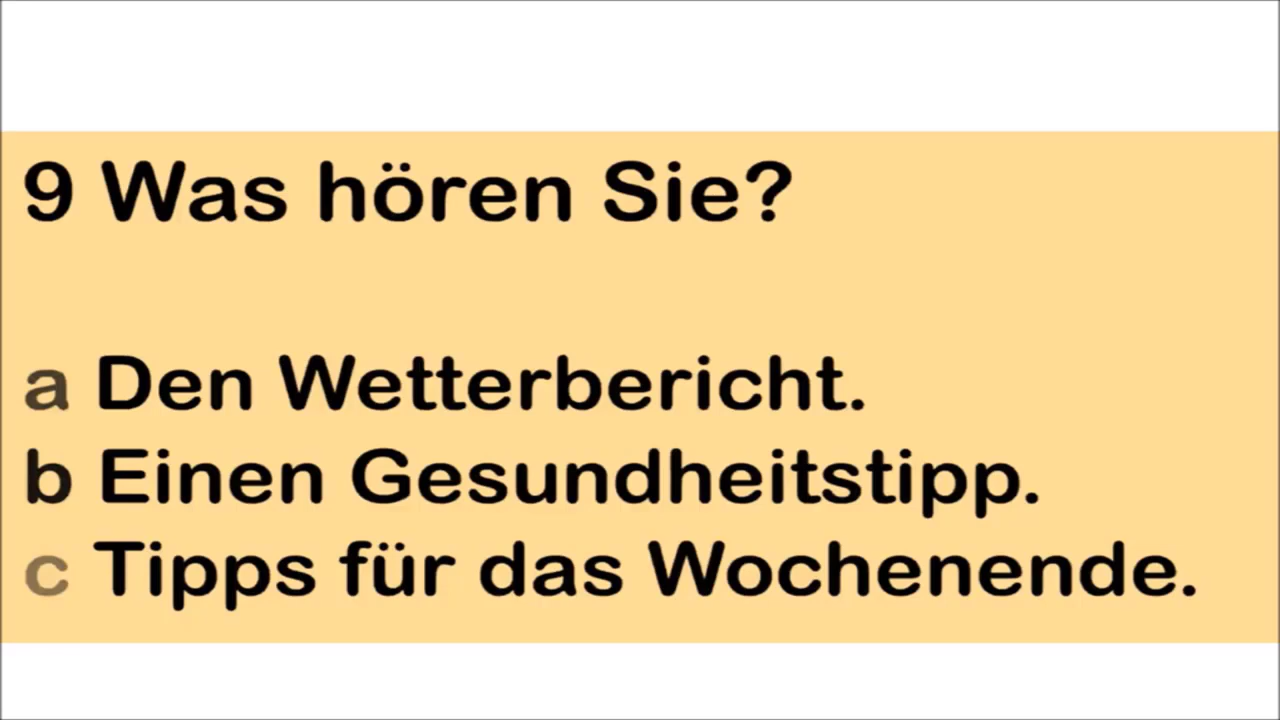 9 Was hören Sie?
a Den Wetterbericht.
b Einen Gesundheitstipp.
c Tipps für das Wochenende.